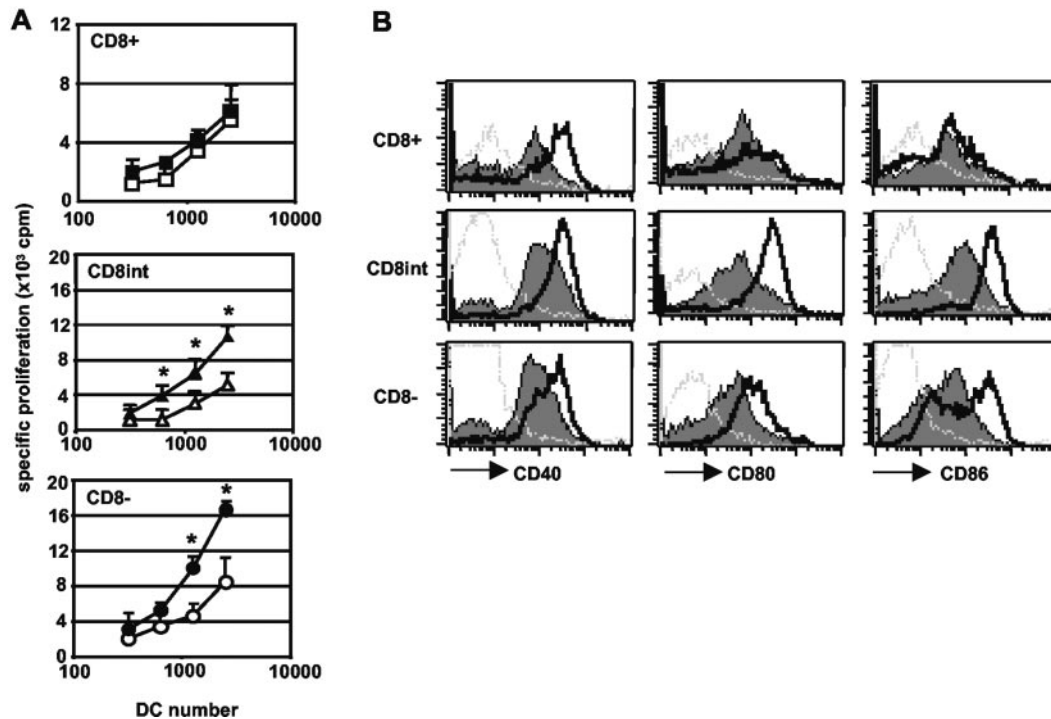 A
B
12
CD8+
8
4
0
100
1000
10000
20
CD8int
16
12
8
4
0
*
*
*
100
1000
10000
20
CD8-
16
12
8
4
0
*
*
100
1000
10000
specific proliferation (x10³ cpm)
DC number
CD8+
CD8int
CD8-
CD40
CD80
CD86